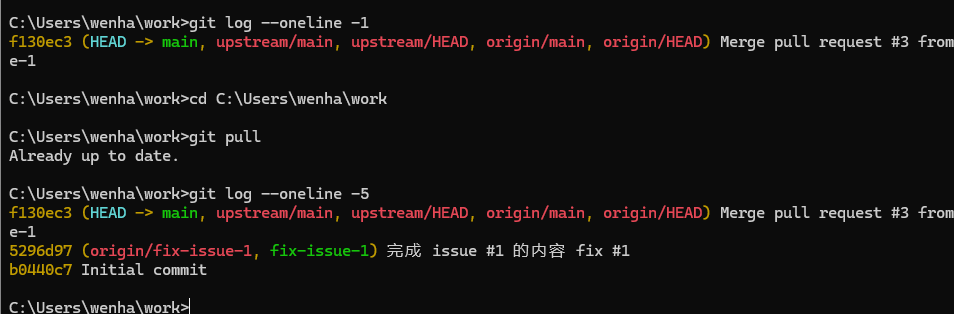 C:\Users\wenha\work>git log --oneline -1
f130ec3 (HEAD -> main, upstream/main, upstream/HEAD, origin/main, origin/HEAD) Merge pull request #3 from
e-1
C:\Users\wenha\work>cd C:\Users\wenha\work
C:\Users\wenha\work>git pull
Already up to date.
C:\Users\wenha\work>git log --oneline -5
f130ec3 (HEAD -> main, upstream/main, upstream/HEAD, origin/main, origin/HEAD) Merge pull request #3 from
e-1
5296d97 (origin/fix-issue-1, fix-issue-1) 完成 issue #1 的内容 fix #1
b0440c7 Initial commit
C:\Users\wenha\work>